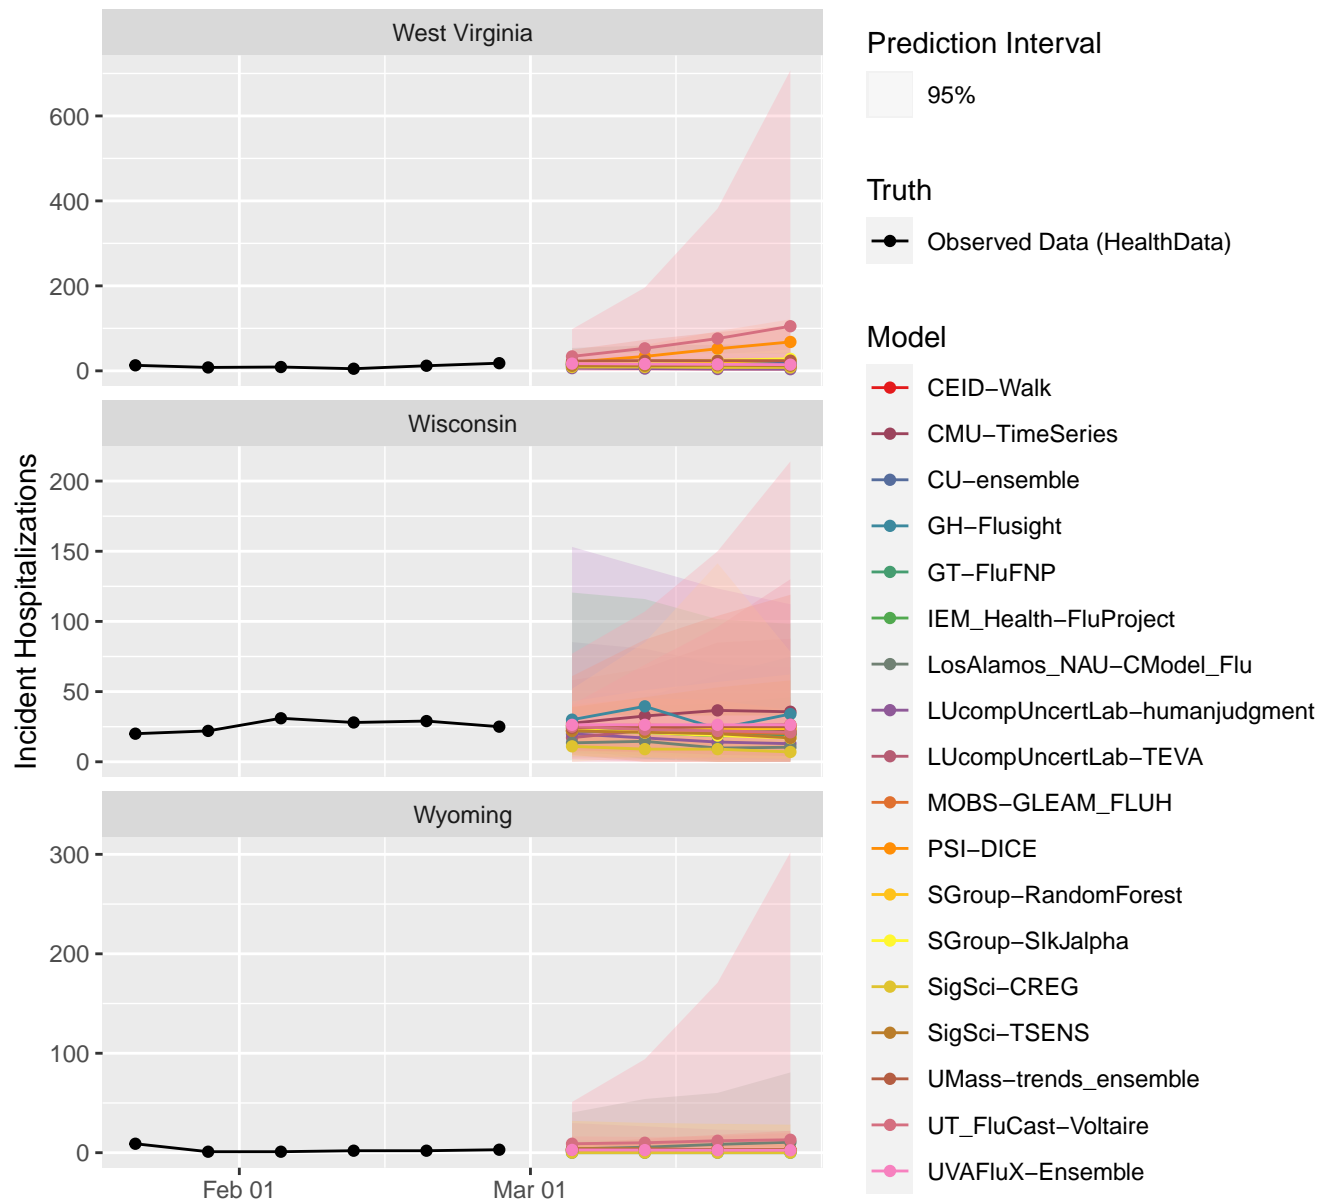 West Virginia
600
400
200
0
Wisconsin
200
150
100
50
0
Wyoming
300
200
100
0
Feb 01
Mar 01
Incident Hospitalizations
Prediction Interval
95%
Truth
Observed Data (HealthData)
Model
CEID−Walk
CMU−TimeSeries
CU−ensemble
GH−Flusight
GT−FluFNP
IEM_Health−FluProject
LosAlamos_NAU−CModel_Flu
LUcompUncertLab−humanjudgment
LUcompUncertLab−TEVA
MOBS−GLEAM_FLUH
PSI−DICE
SGroup−RandomForest
SGroup−SIkJalpha
SigSci−CREG
SigSci−TSENS
UMass−trends_ensemble
UT_FluCast−Voltaire
UVAFluX−Ensemble